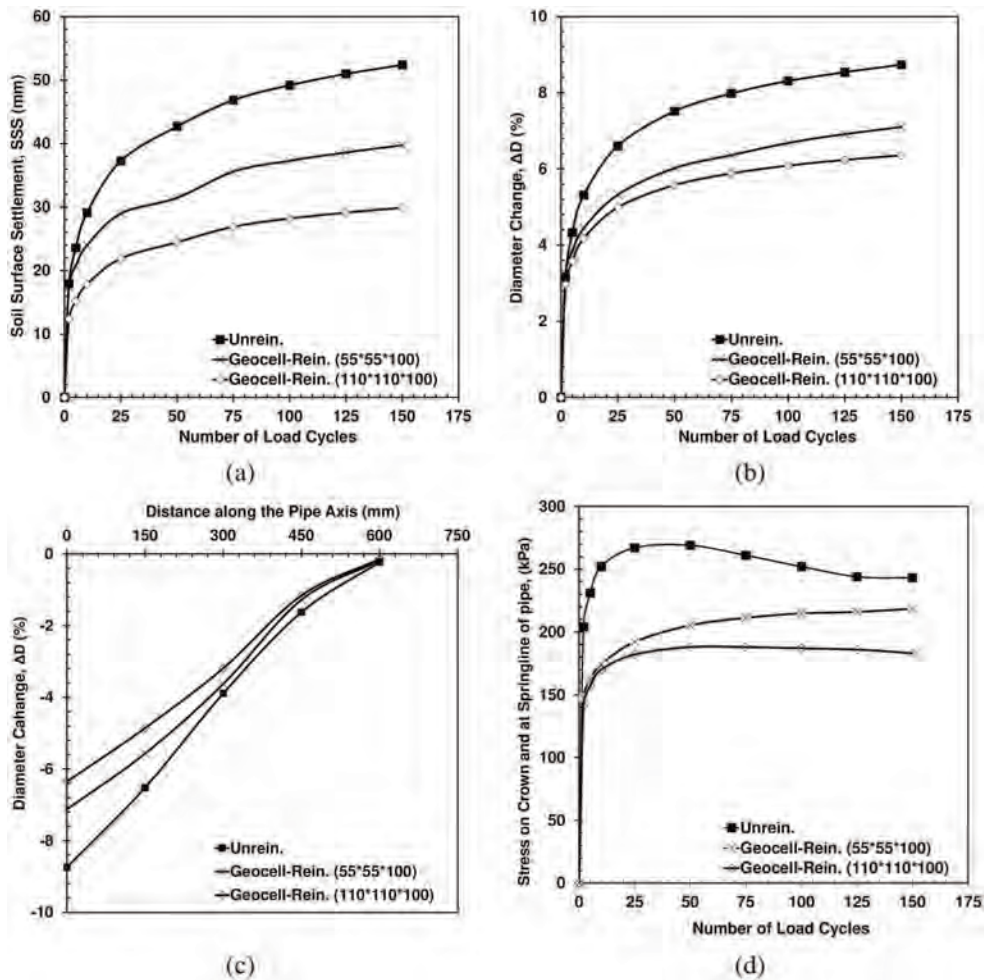 60
50
40
30
20
10
0
Soil Surface Settlement, SSS (mm)
Unrein.
Geocell-Rein. (55*55*100)
Geocell-Rein. (110*110*100)
0 25 50 75 100 125 150 175
Number of Load Cycles
(a)
10
8
6
4
2
0
Diameter Change, ΔD (%)
Unrein.
Geocell-Rein. (55*55*100)
Geocell-Rein. (110*110*100)
0 25 50 75 100 125 150 175
Number of Load Cycles
(b)
Distance along the Pipe Axis (mm)
0 150 300 450 600 750
0
-2
-4
-6
-8
-10
Diameter Cahange, ΔD (%)
Unrein.
Geocell-Rein. (55*55*100)
Geocell-Rein. (110*110*100)
(c)
300
250
200
150
100
50
0
Stress on Crown and at Springline of pipe, (kPa)
Unrein.
Geocell-Rein. (55*55*100)
Geocell-Rein. (110*110*100)
0 25 50 75 100 125 150 175
Number of Load Cycles
(d)